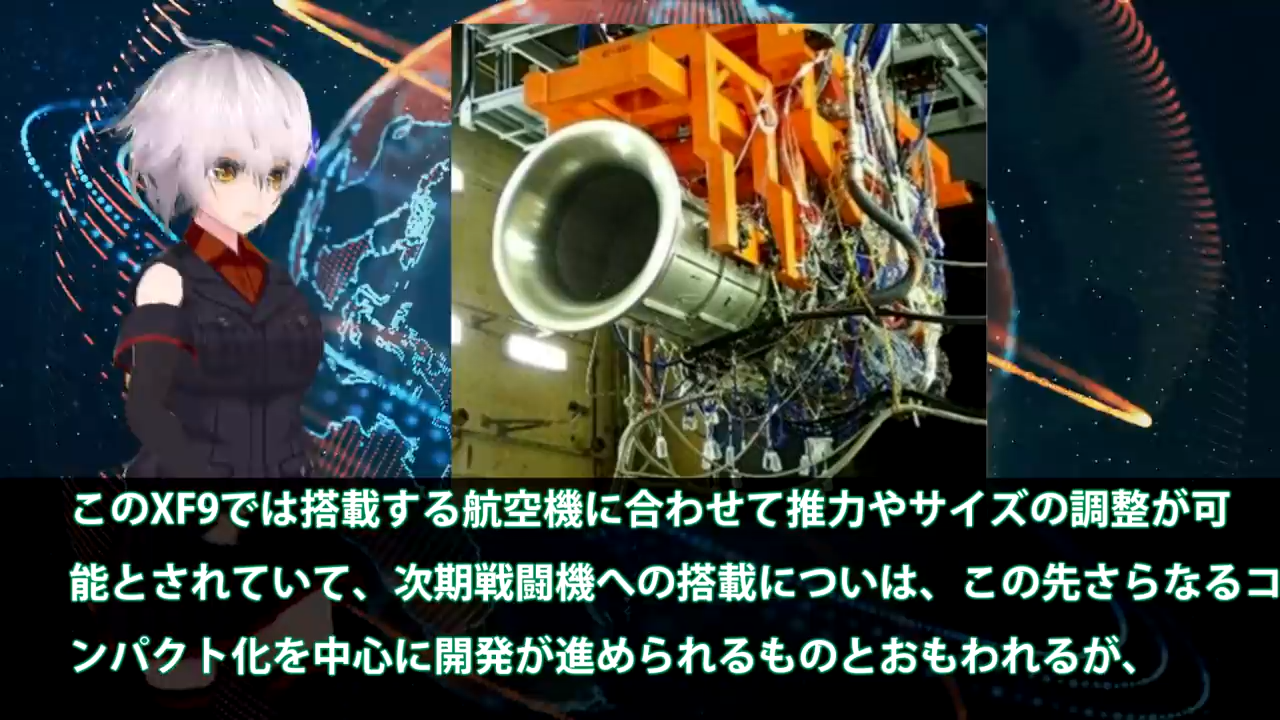 このXF9では搭載する航空機に合わせて推力やサイズの調整が可
能とされていて、次期戦闘機への搭載についは、この先さらなるコ
ンパクト化を中心に開発が進められるものとおもわれるが、